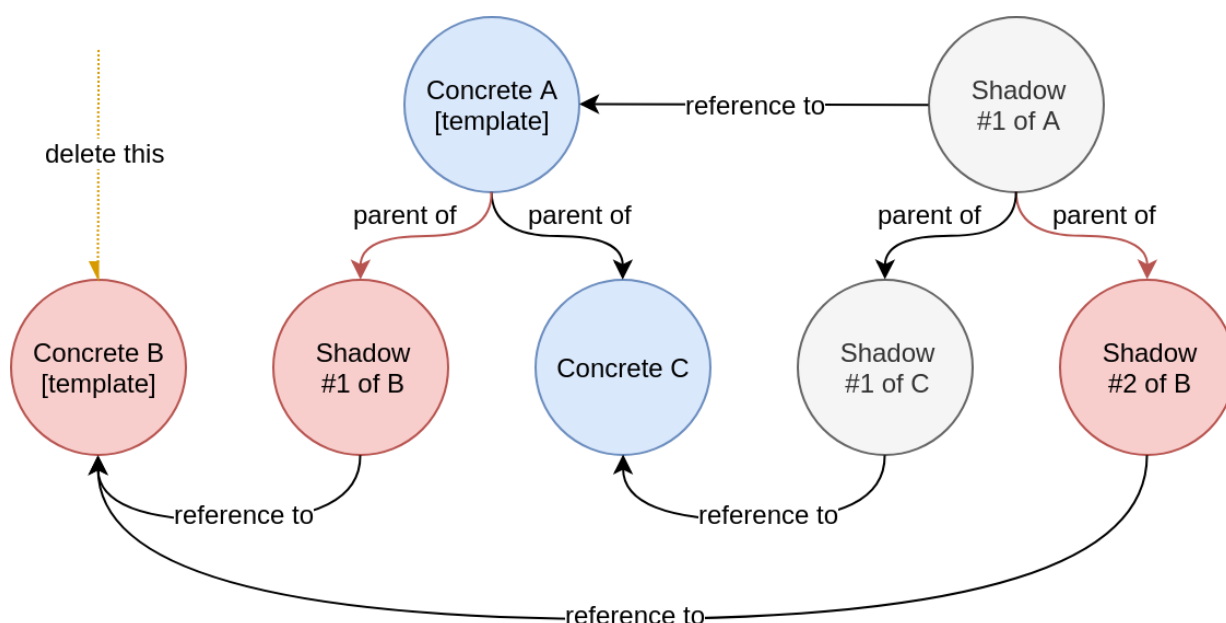 Concrete A
[template]
reference to
Shadow
#1 of A
delete this
parent of
parent of
parent of
parent of
Concrete B
[template]
Shadow
#1 of B
Concrete C
Shadow
#1 of C
Shadow
#2 of B
reference to
reference to
reference to